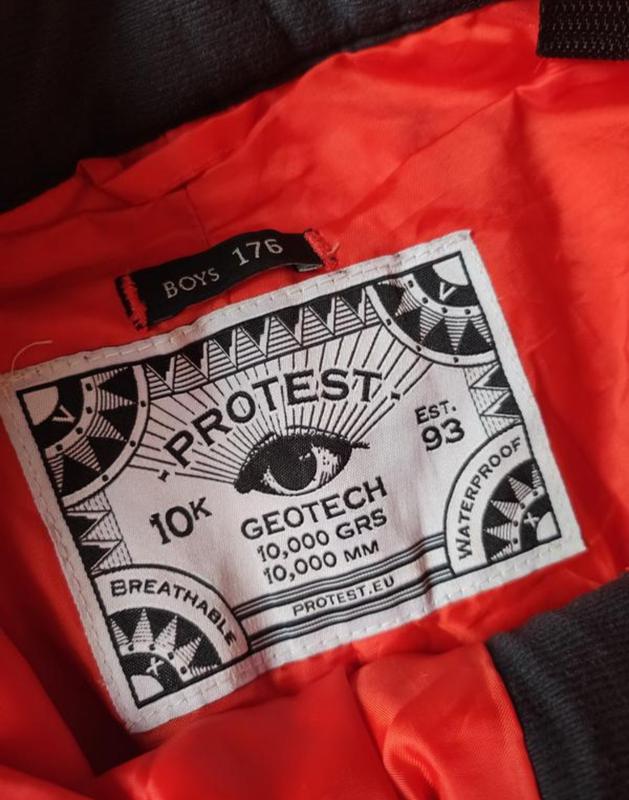 BOYS 176
PROTEST
EST.
93
10K
GEOTECH
10,000 GRS
10,000 MM
WATERPROOF
BREATHABLE
PROTEST.EU